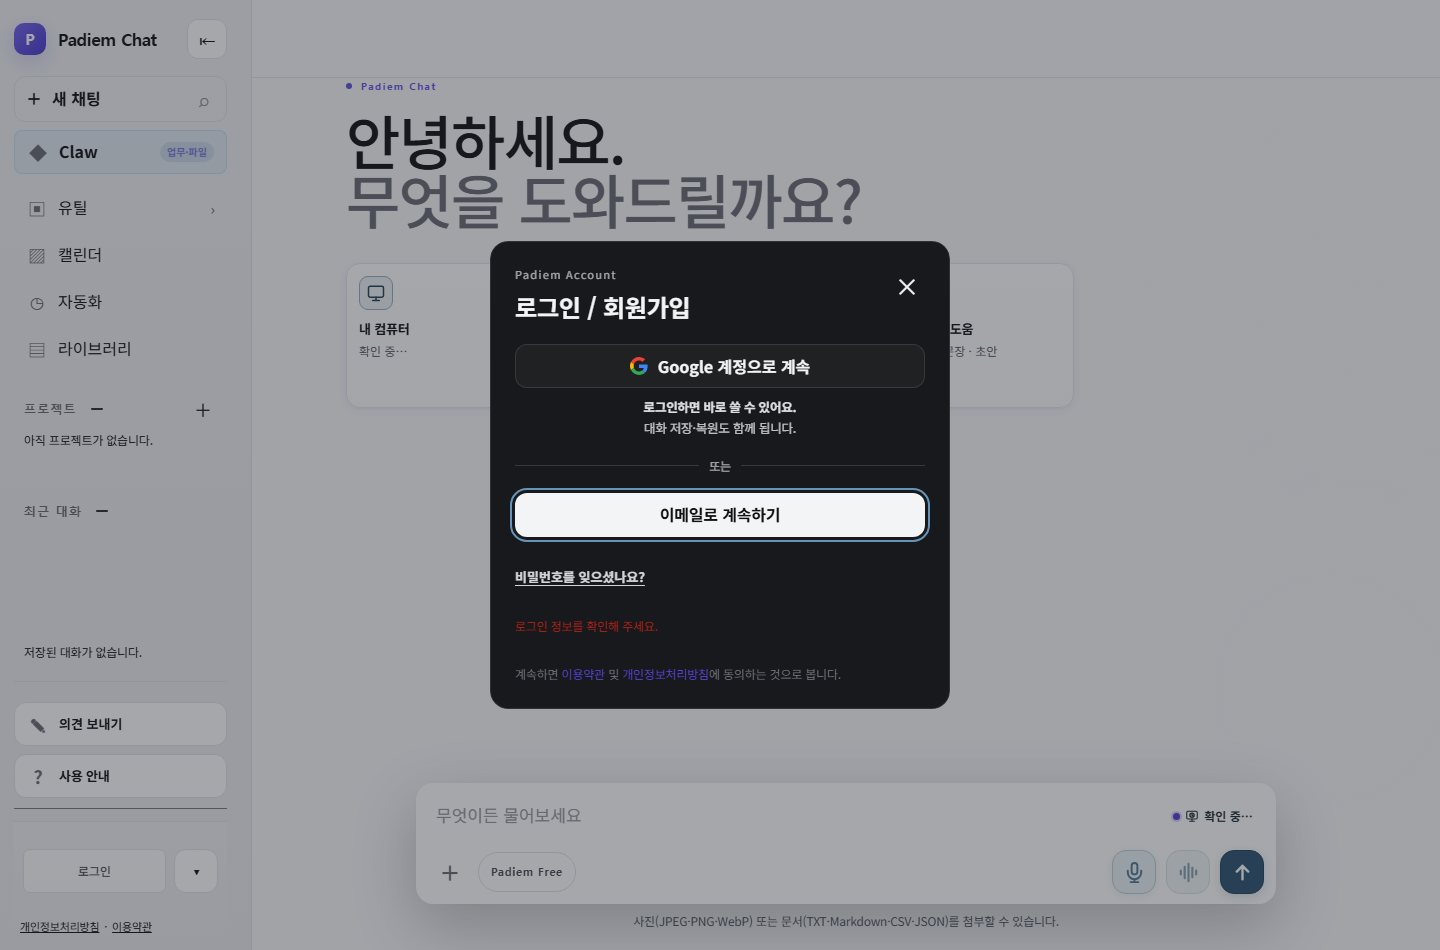 P Padiem Chat
+ 새 채팅
Claw 업무·파일
유틸
캘린더
자동화
라이브러리
프로젝트
아직 프로젝트가 없습니다.
최근 대화
저장된 대화가 없습니다.
의견 보내기
? 사용 안내
로그인
개인정보처리방침 · 이용약관
Padiem Chat
안녕하세요.
무엇을 도와드릴까요?
내 컴퓨터
확인 중…
도움
· 초안
Padiem Account
로그인 / 회원가입
Google 계정으로 계속
로그인하면 바로 쓸 수 있어요.
대화 저장·복원도 함께 됩니다.
또는
이메일로 계속하기
비밀번호를 잊으셨나요?
로그인 정보를 확인해 주세요.
계속하면 이용약관 및 개인정보처리방침에 동의하는 것으로 봅니다.
무엇이든 물어보세요
확인 중…
Padiem Free
사진(JPEG·PNG·WebP) 또는 문서(TXT·Markdown·CSV·JSON)를 첨부할 수 있습니다.